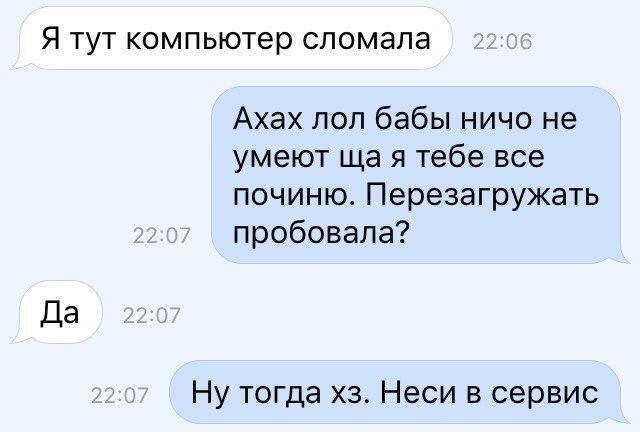 Я тут компьютер сломала 22:06
Ахах лол бабы ничо не
умеют ща я тебе все
починю. Перезагружать
22:07 пробовала?
Да 22:07
22:07 Ну тогда хз. Неси в сервис